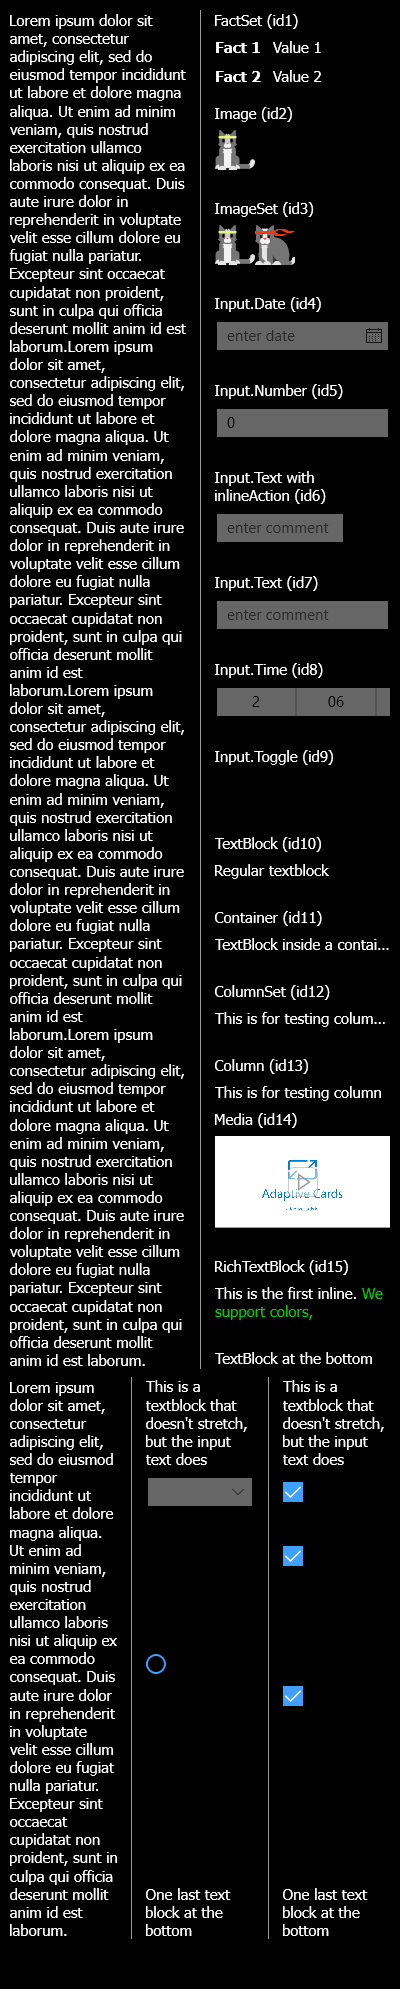 Lorem ipsum dolor sit
amet, consectetur
adipiscing elit, sed do
eiusmod tempor incididunt
ut labore et dolore magna
aliqua. Ut enim ad minim
veniam, quis nostrud
exercitation ullamco
laboris nisi ut aliquip ex ea
commodo consequat. Duis
aute irure dolor in
reprehenderit in voluptate
velit esse cillum dolore eu
fugiat nulla pariatur.
Excepteur sint occaecat
cupidatat non proident,
sunt in culpa qui officia
deserunt mollit anim id est
laborum.Lorem ipsum
dolor sit amet,
consectetur adipiscing elit,
sed do eiusmod tempor
incididunt ut labore et
dolore magna aliqua. Ut
enim ad minim veniam,
quis nostrud exercitation
ullamco laboris nisi ut
aliquip ex ea commodo
consequat. Duis aute irure
dolor in reprehenderit in
voluptate velit esse cillum
dolore eu fugiat nulla
pariatur. Excepteur sint
occaecat cupidatat non
proident, sunt in culpa qui
officia deserunt mollit
anim id est
laborum.Lorem ipsum
dolor sit amet,
consectetur adipiscing elit,
sed do eiusmod tempor
incididunt ut labore et
dolore magna aliqua. Ut
enim ad minim veniam,
quis nostrud exercitation
ullamco laboris nisi ut
aliquip ex ea commodo
consequat. Duis aute irure
dolor in reprehenderit in
voluptate velit esse cillum
dolore eu fugiat nulla
pariatur. Excepteur sint
occaecat cupidatat non
proident, sunt in culpa qui
officia deserunt mollit
anim id est
laborum.Lorem ipsum
dolor sit amet,
consectetur adipiscing elit,
sed do eiusmod tempor
incididunt ut labore et
dolore magna aliqua. Ut
enim ad minim veniam,
quis nostrud exercitation
ullamco laboris nisi ut
aliquip ex ea commodo
consequat. Duis aute irure
dolor in reprehenderit in
voluptate velit esse cillum
dolore eu fugiat nulla
pariatur. Excepteur sint
occaecat cupidatat non
proident, sunt in culpa qui
officia deserunt mollit
anim id est laborum.
FactSet (id1)
Fact 1 Value 1
Fact 2 Value 2
Image (id2)
ImageSet (id3)
Input.Date (id4)
enter date
Input.Number (id5)
0
Input.Text with
inlineAction (id6)
enter comment
Input.Text (id7)
enter comment
Input.Time (id8)
2 06
Input.Toggle (id9)
TextBlock (id10)
Regular textblock
Container (id11)
TextBlock inside a contai...
ColumnSet (id12)
This is for testing colum...
Column (id13)
This is for testing column
Media (id14)
Adaptive Cards
RichTextBlock (id15)
This is the first inline. We
support colors,
TextBlock at the bottom
Lorem ipsum
dolor sit amet,
consectetur
adipiscing elit,
sed do eiusmod
tempor
incididunt ut
labore et dolore
magna aliqua.
Ut enim ad
minim veniam,
quis nostrud
exercitation
ullamco laboris
nisi ut aliquip ex
ea commodo
consequat. Duis
aute irure dolor
in reprehenderit
in voluptate
velit esse cillum
dolore eu fugiat
nulla pariatur.
Excepteur sint
occaecat
cupidatat non
proident, sunt in
culpa qui officia
deserunt mollit
anim id est
laborum.
This is a
textblock that
doesn't stretch,
but the input
text does
One last text
block at the
bottom
This is a
textblock that
doesn't stretch,
but the input
text does
One last text
block at the
bottom